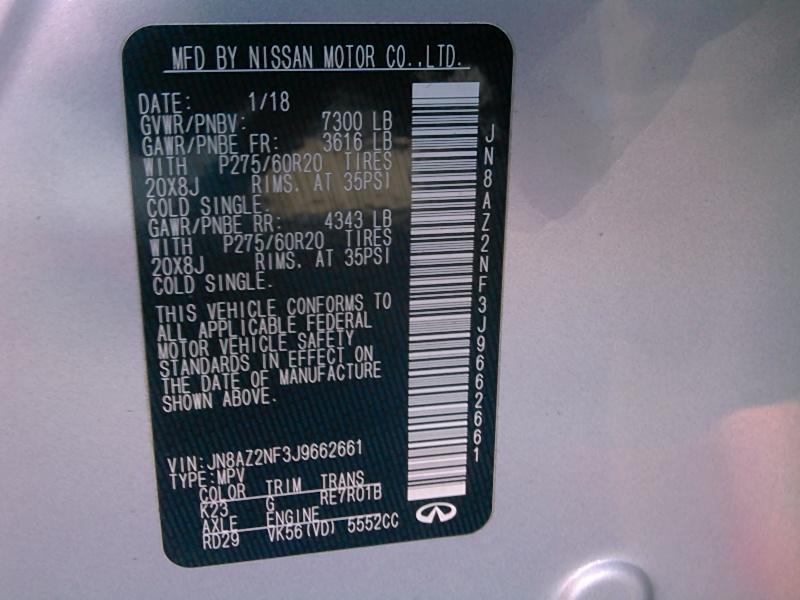 MFD BY NISSAN MOTOR CO.,LTD.
DATE: 1/18
GVWR/PNBV: 7300 LB
GAWR/PNBE FR: 3616 LB
WITH P275/60R20 TIRES
20X8J RIMS. AT 35PSI
COLD SINGLE.
GAWR/PNBE RR: 4343 LB
WITH P275/60R20 TIRES
20X8J RIMS. AT 35PSI
COLD SINGLE.
THIS VEHICLE CONFORMS TO
ALL APPLICABLE FEDERAL
MOTOR VEHICLE SAFETY
STANDARDS IN EFFECT ON
THE DATE OF MANUFACTURE
SHOWN ABOVE.
VIN:JN8AZ2NF3J9662661
TYPE:MPV
COLOR TRIM TRANS
K23 G RE7R01B
AXLE ENGINE
RD29 VK56(VD) 5552CC
JN8AZ2NF3J9662661